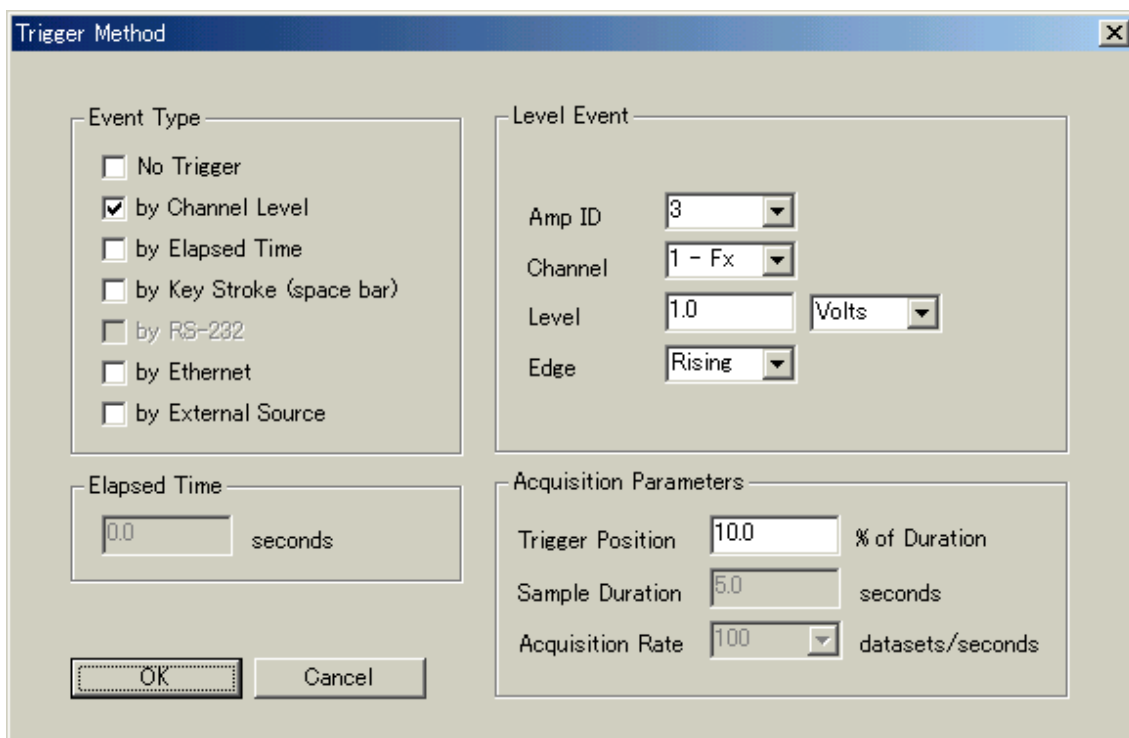 Trigger Method
Event Type
No Trigger
by Channel Level
by Elapsed Time
by Key Stroke (space bar)
by RS-232
by Ethernet
by External Source
Level Event
Amp ID 3
Channel 1 - Fx
Level 1.0 Volts
Edge Rising
Elapsed Time
0.0 seconds
Acquisition Parameters
Trigger Position 10.0 % of Duration
Sample Duration 5.0 seconds
Acquisition Rate 100 datasets/seconds
OK Cancel